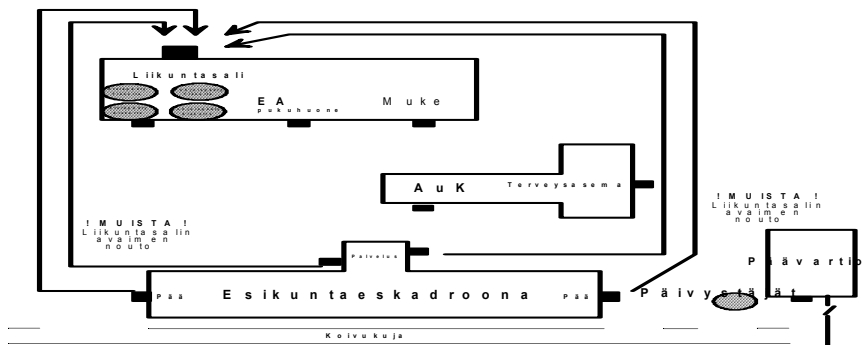 Liikuntasali
EA
pukuhuone
Muke
AuK
Terveysasema
! MUISTA !
Liikuntasalin
avaimen
nouto
! MUISTA !
Liikuntasalin
avaimen
nouto
Palvelus
Päävartio
Pää
Esikuntaeskadroona
Pää
Päivystäjät
Koivukuja